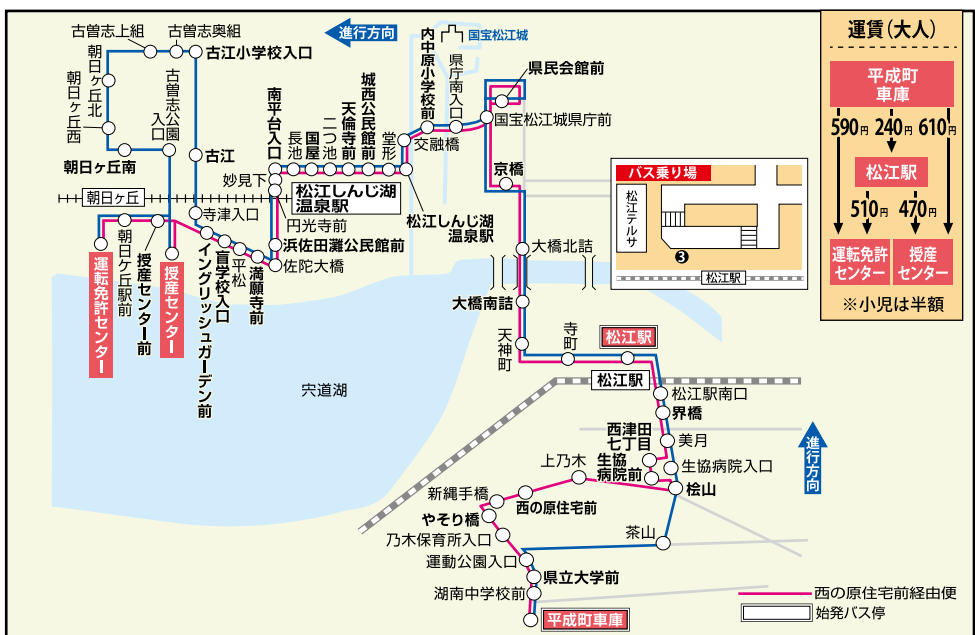 古曽志上組
古曽志奥組
進行方向
国宝松江城
古江小学校入口
朝日ヶ丘北
朝日ヶ丘西
古曽志公園
入口
朝日ヶ丘南
古江
南平台入口
長池
国屋
二つ池
天倫寺前
城西公民館前
堂形
内中原小学校前
県庁南入口
交融橋
県民会館前
国宝松江城県庁前
京橋
妙見下
松江しんじ湖
温泉駅
松江しんじ湖
温泉駅
朝日ヶ丘
寺津入口
円光寺前
浜佐田灘公民館前
佐陀大橋
運転免許センター
朝日ヶ丘駅前
授産センター前
授産センター
イングリッシュガーデン前
盲学校入口
平松
満願寺前
大橋北詰
大橋南詰
天神町
寺町
松江駅
宍道湖
松江駅
松江駅南口
界橋
西津田
七丁目
美月
生協
病院前
生協病院入口
上乃木
桧山
新縄手橋
西の原住宅前
やそり橋
乃木保育所入口
茶山
運動公園入口
県立大学前
湖南中学校前
平成町車庫
進行方向
西の原住宅前経由便
始発バス停
バス乗り場
松江テルサ
3
松江駅
運賃(大人)
平成町
車庫
590円 240円 610円
松江駅
510円 470円
運転免許
センター
授産
センター
※小児は半額